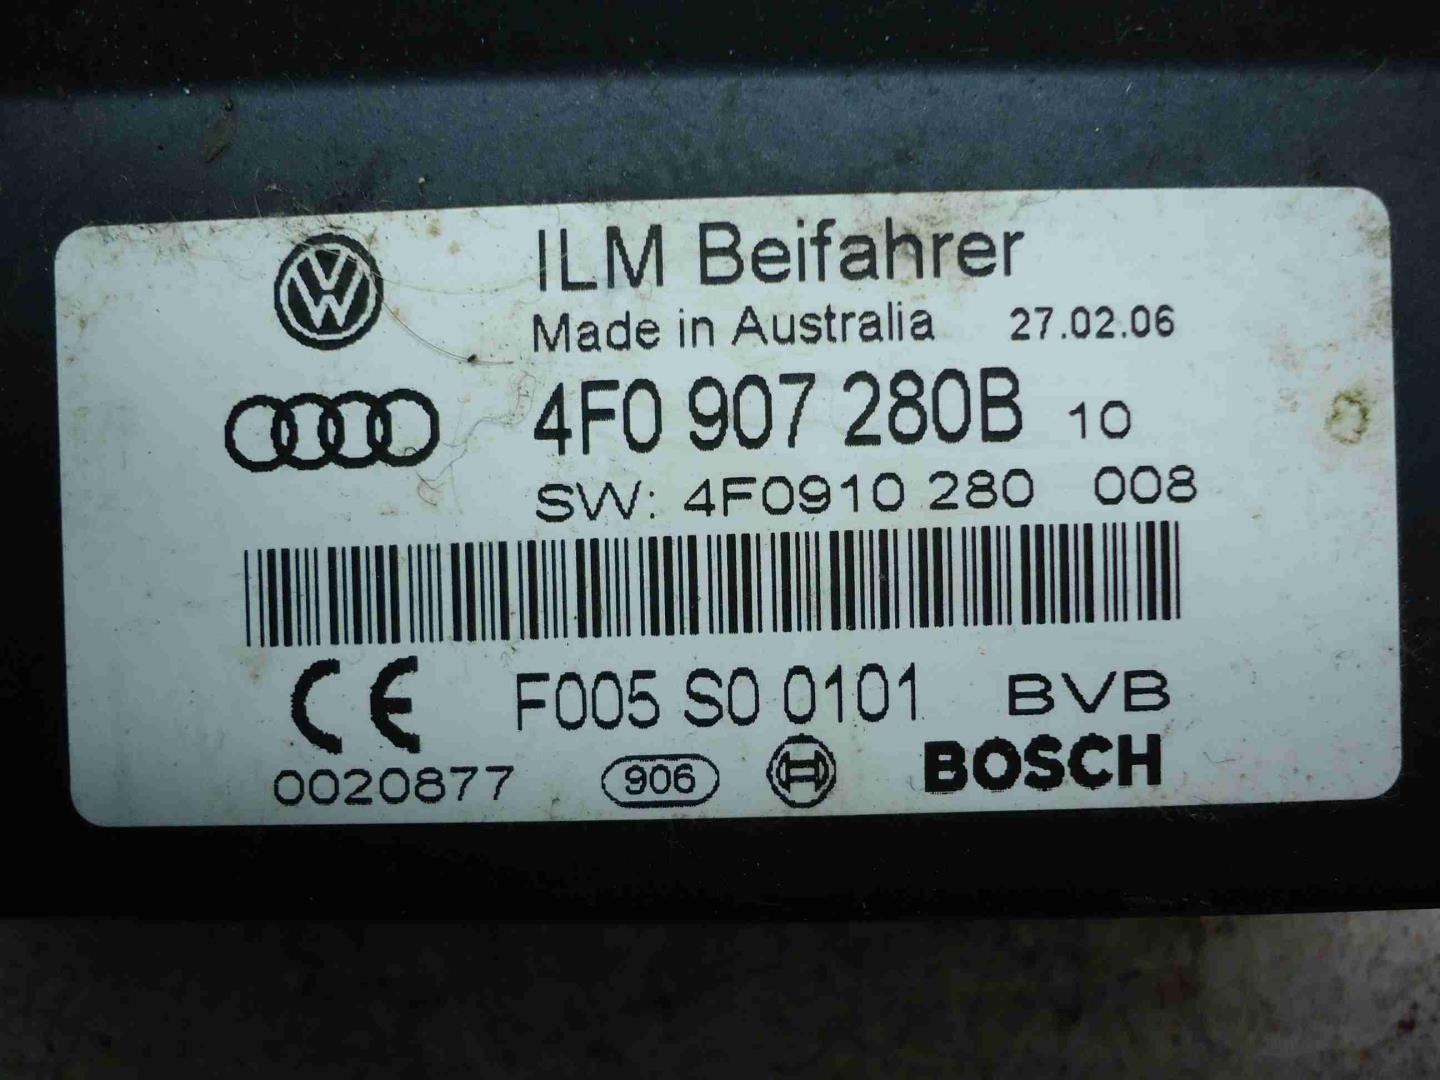 ILM Beifahrer
Made in Australia 27.02.06
4F0 907 280B 10
SW: 4F0910 280 008
CE F005 S0 0101 BVB
0020877 906 BOSCH